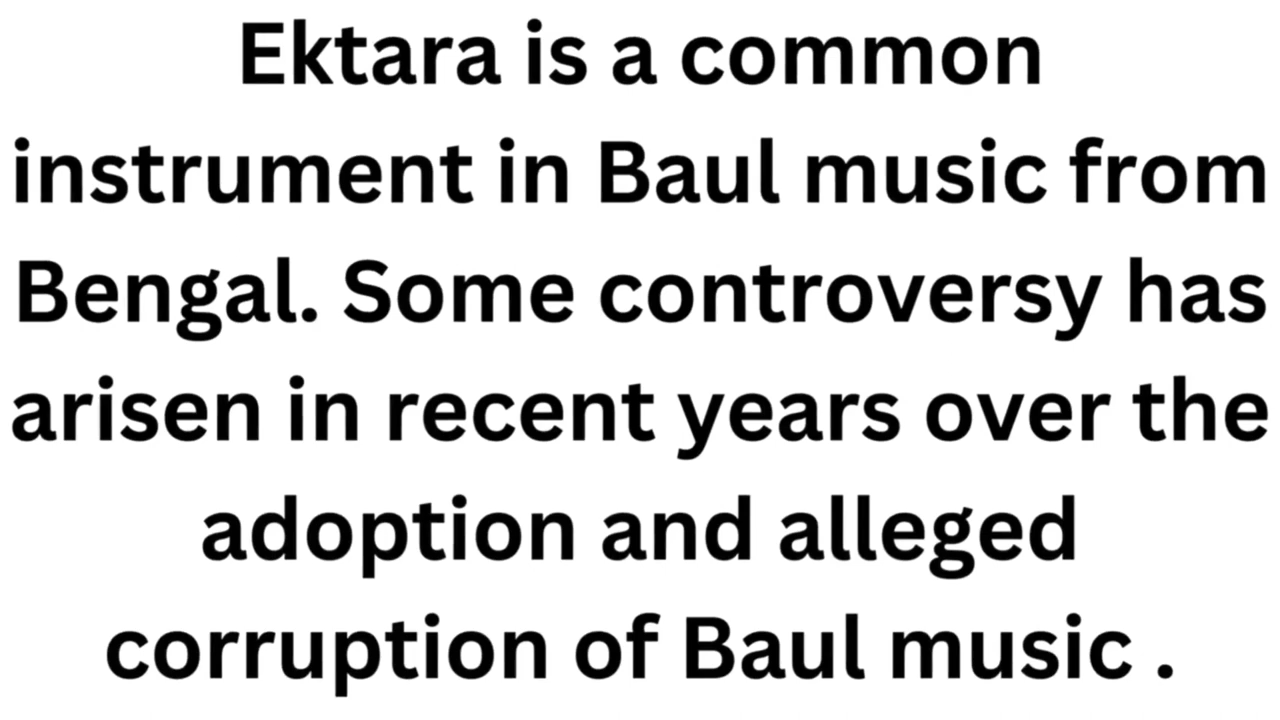 Ektara is a common
instrument in Baul music from
Bengal. Some controversy has
arisen in recent years over the
adoption and alleged
corruption of Baul music .